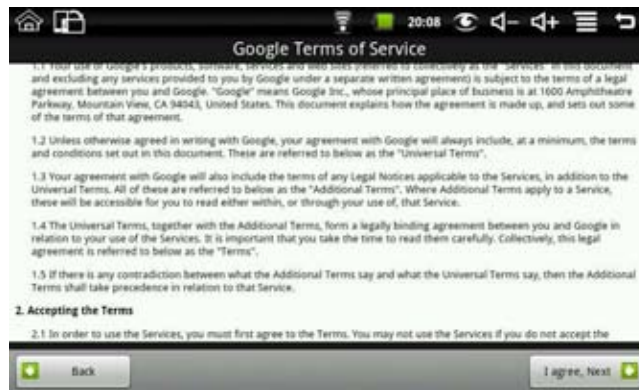 20:08
Google Terms of Service
1.1 Your use of Google's products, software, services and web sites (referred to collectively as the "Services" in this document
and excluding any services provided to you by Google under a separate written agreement) is subject to the terms of a legal
agreement between you and Google. "Google" means Google Inc., whose principal place of business is at 1600 Amphitheatre
Parkway, Mountain View, CA 94043, United States. This document explains how the agreement is made up, and sets out some
of the terms of that agreement.
1.2 Unless otherwise agreed in writing with Google, your agreement with Google will always include, at a minimum, the terms
and conditions set out in this document. These are referred to below as the "Universal Terms".
1.3 Your agreement with Google will also include the terms of any Legal Notices applicable to the Services, in addition to the
Universal Terms. All of these are referred to below as the "Additional Terms". Where Additional Terms apply to a Service,
these will be accessible for you to read either within, or through your use of, that Service.
1.4 The Universal Terms, together with the Additional Terms, form a legally binding agreement between you and Google in
relation to your use of the Services. It is important that you take the time to read them carefully. Collectively, this legal
agreement is referred to below as the "Terms".
1.5 If there is any contradiction between what the Additional Terms say and what the Universal Terms say, then the Additional
Terms shall take precedence in relation to that Service.
2. Accepting the Terms
2.1 In order to use the Services, you must first agree to the Terms. You may not use the Services if you do not accept the
Back
I agree, Next